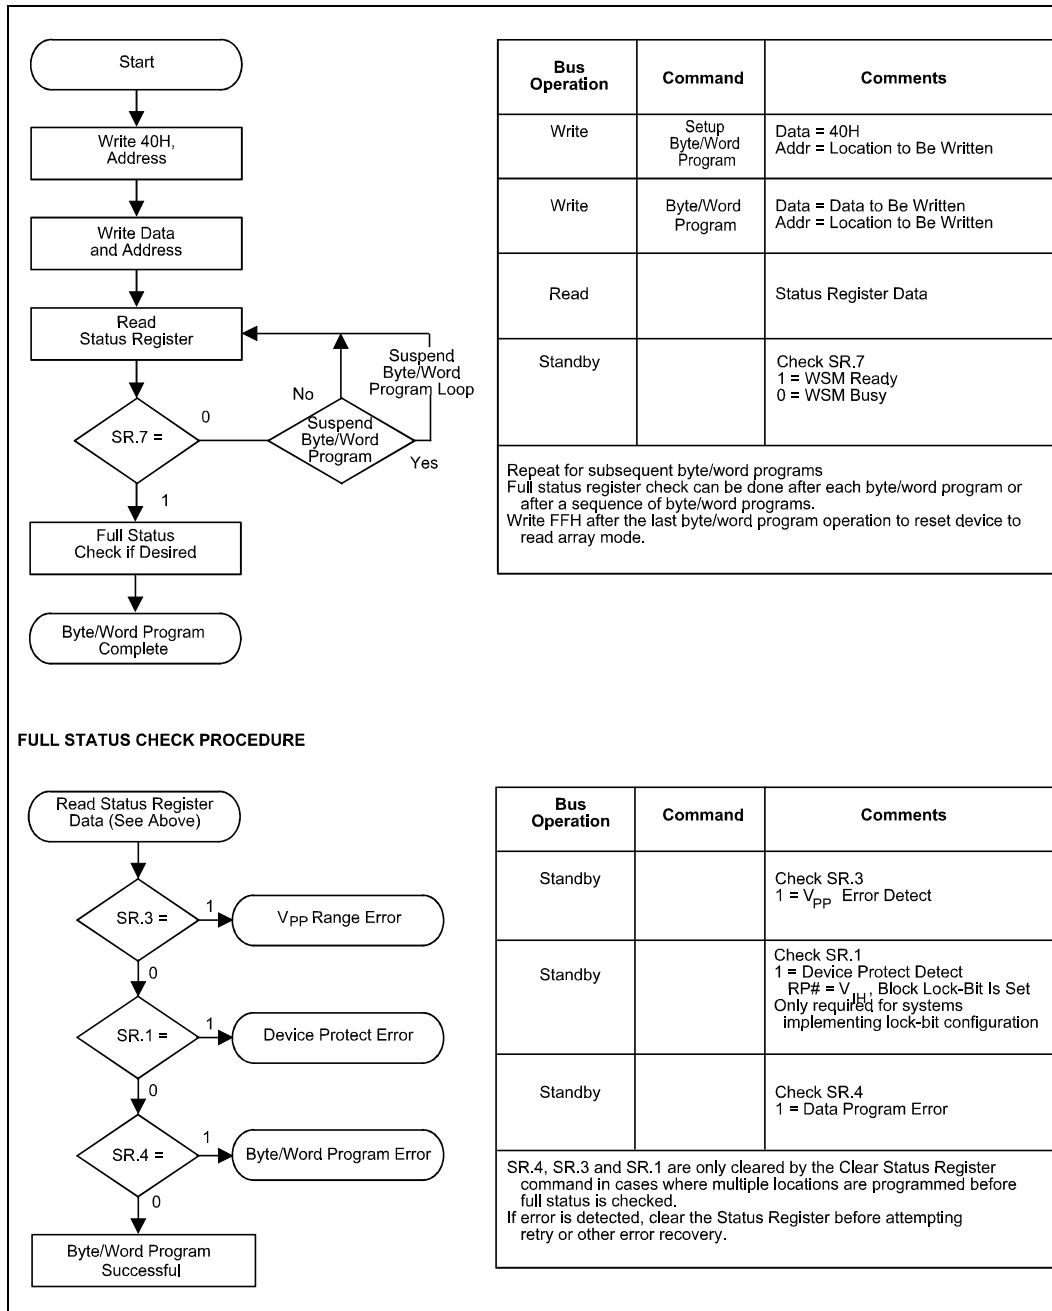 Start
Write 40H,
Address
Write Data
and Address
Read
Status Register
SR.7 =
0
No
Suspend
Byte/Word
Program
Yes
Suspend
Byte/Word
Program Loop
1
Full Status
Check if Desired
Byte/Word Program
Complete
Bus
Operation
Command
Comments
Write
Setup
Byte/Word
Program
Data = 40H
Addr = Location to Be Written
Write
Byte/Word
Program
Data = Data to Be Written
Addr = Location to Be Written
Read
Status Register Data
Standby
Check SR.7
1 = WSM Ready
0 = WSM Busy
Repeat for subsequent byte/word programs
Full status register check can be done after each byte/word program or
after a sequence of byte/word programs.
Write FFH after the last byte/word program operation to reset device to
read array mode.
FULL STATUS CHECK PROCEDURE
Read Status Register
Data (See Above)
SR.3 =
1
VPP Range Error
0
SR.1 =
1
Device Protect Error
0
SR.4 =
1
Byte/Word Program Error
0
Byte/Word Program
Successful
Bus
Operation
Command
Comments
Standby
Check SR.3
1 = VPP Error Detect
Standby
Check SR.1
1 = Device Protect Detect
RP# = VIH, Block Lock-Bit Is Set
Only required for systems
implementing lock-bit configuration
Standby
Check SR.4
1 = Data Program Error
SR.4, SR.3 and SR.1 are only cleared by the Clear Status Register
command in cases where multiple locations are programmed before
full status is checked.
If error is detected, clear the Status Register before attempting
retry or other error recovery.